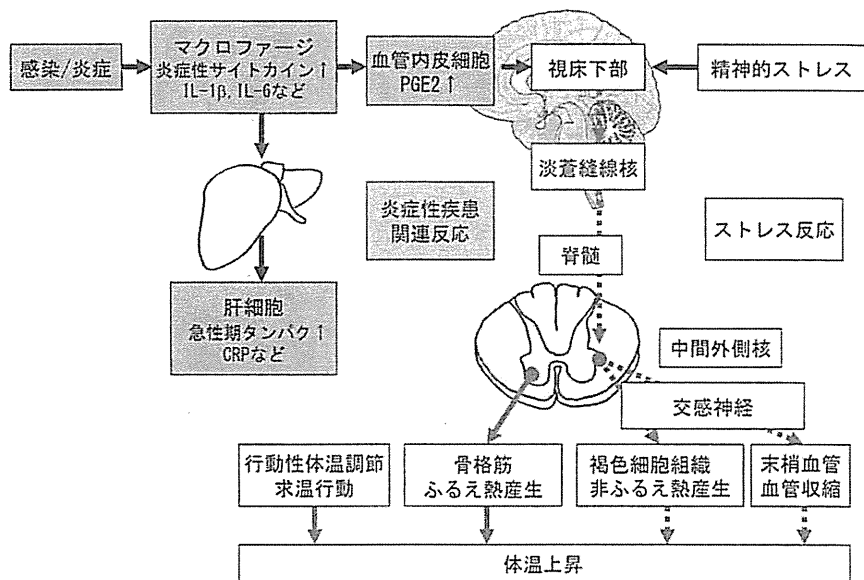 感染/炎症
マクロファージ
炎症性サイトカイン↑
IL-1β, IL-6など
血管内皮細胞
PGE2↑
視床下部
精神的ストレス
淡蒼縫線核
炎症性疾患
関連反応
ストレス反応
脊髄
肝細胞
急性期タンパク↑
CRPなど
中間外側核
交感神経
行動性体温調節
求温行動
骨格筋
ふるえ熱産生
褐色細胞組織
非ふるえ熱産生
末梢血管
血管収縮
体温上昇